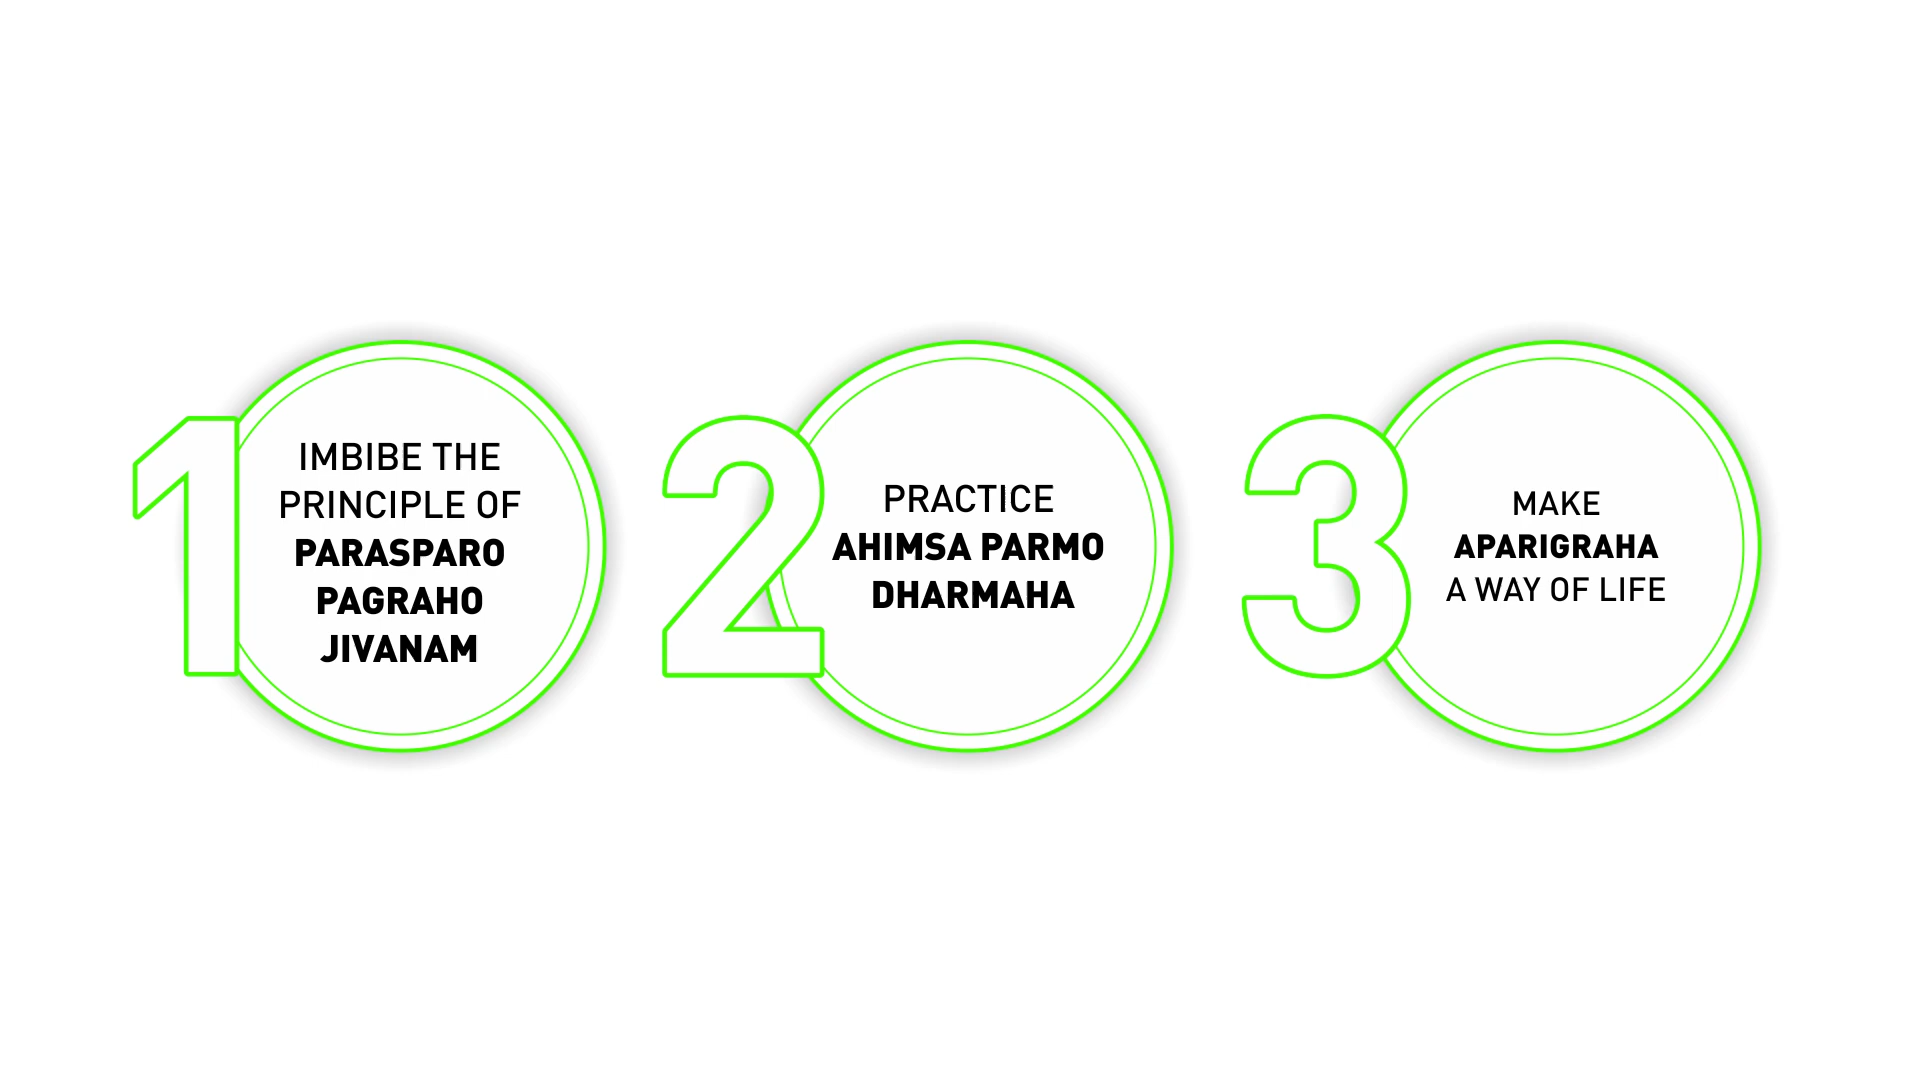 1
IMBIBE THE
PRINCIPLE OF
PARASPARO
PAGRAHO
JIVANAM
2
PRACTICE
AHIMSA PARMO
DHARMAHA
3
MAKE
APARIGRAHA
A WAY OF LIFE